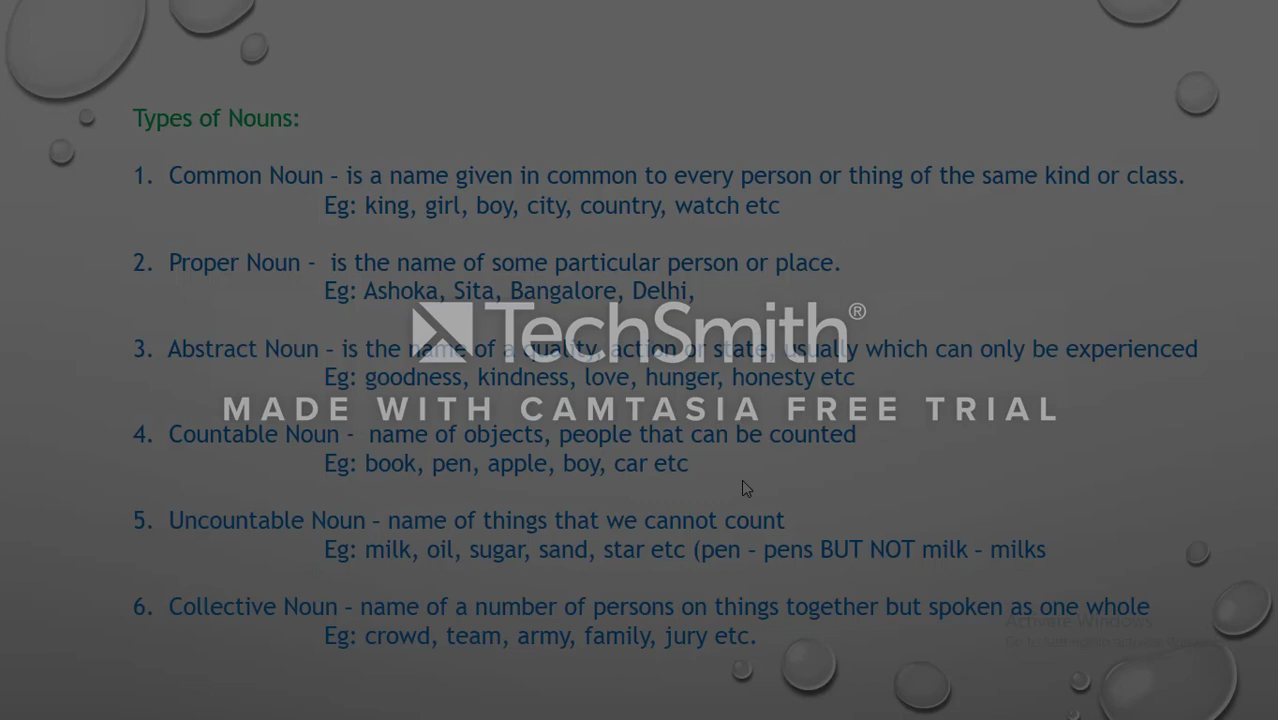 Types of Nouns:
1. Common Noun – is a name given in common to every person or thing of the same kind or class.
Eg: king, girl, boy, city, country, watch etc
2. Proper Noun - is the name of some particular person or place.
Eg: Ashoka, Sita, Bangalore, Delhi,
TechSmith®
3. Abstract Noun – is the name of a quality, action or state, usually which can only be experienced
Eg: goodness, kindness, love, hunger, honesty etc
MADE WITH CAMTASIA FREE TRIAL
4. Countable Noun - name of objects, people that can be counted
Eg: book, pen, apple, boy, car etc
5. Uncountable Noun – name of things that we cannot count
Eg: milk, oil, sugar, sand, star etc (pen – pens BUT NOT milk – milks
6. Collective Noun – name of a number of persons on things together but spoken as one whole
Activate Windows
Eg: crowd, team, army, family, jury etc.